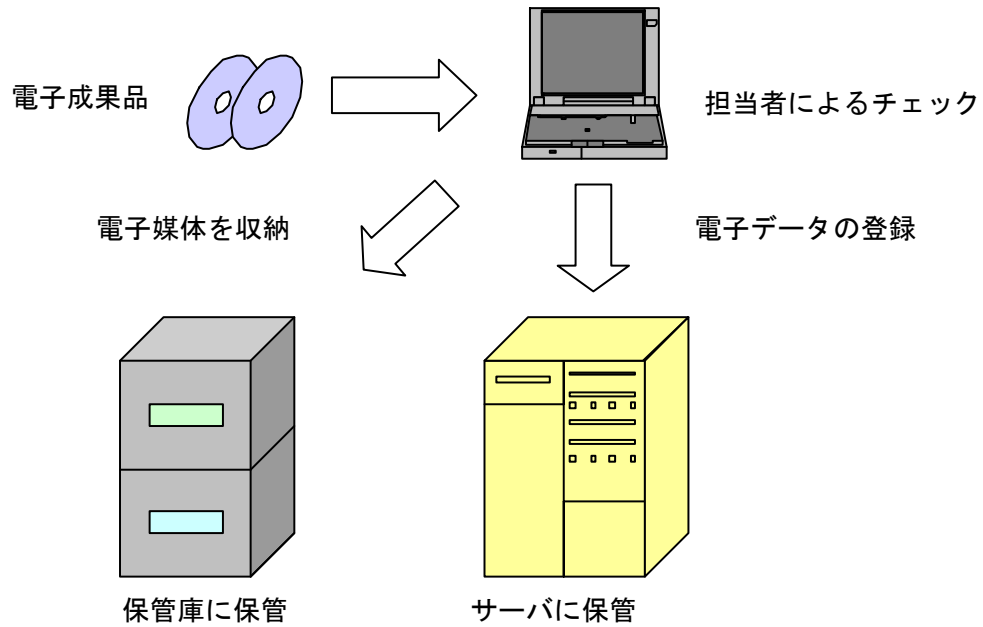 電子成果品
担当者によるチェック
電子媒体を収納
電子データの登録
保管庫に保管
サーバに保管